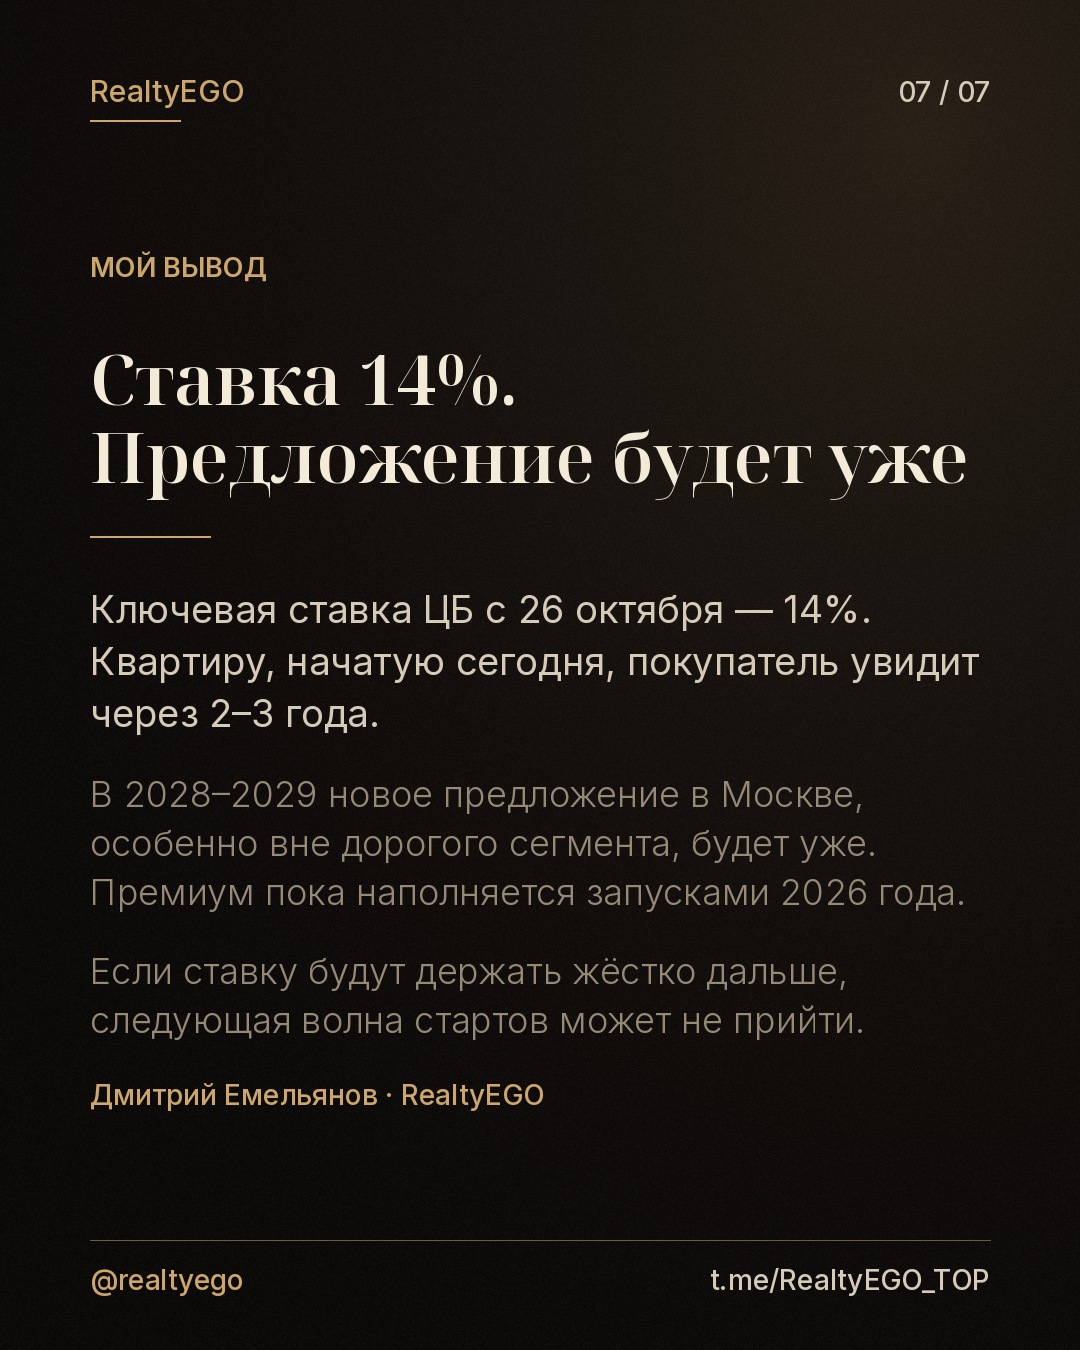 RealtyEGO
07 / 07
МОЙ ВЫВОД
Ставка 14%.
Предложение будет уже
Ключевая ставка ЦБ с 26 октября — 14%.
Квартиру, начатую сегодня, покупатель увидит
через 2–3 года.
В 2028–2029 новое предложение в Москве,
особенно вне дорогого сегмента, будет уже.
Премиум пока наполняется запусками 2026 года.
Если ставку будут держать жёстко дальше,
следующая волна стартов может не прийти.
Дмитрий Емельянов · RealtyEGO
@realtyego
t.me/RealtyEGO_TOP